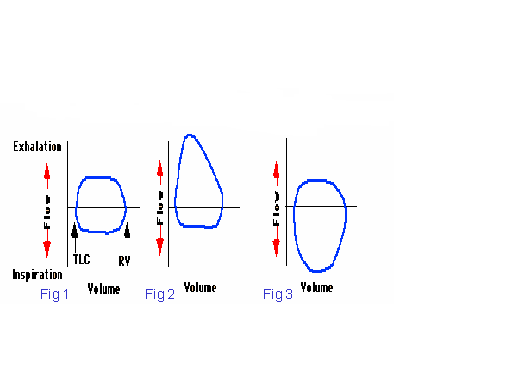 Exhalation
Flow
Inspiration
TLC
RV
Volume
Fig 1
Flow
Volume
Fig 2
Flow
Volume
Fig 3